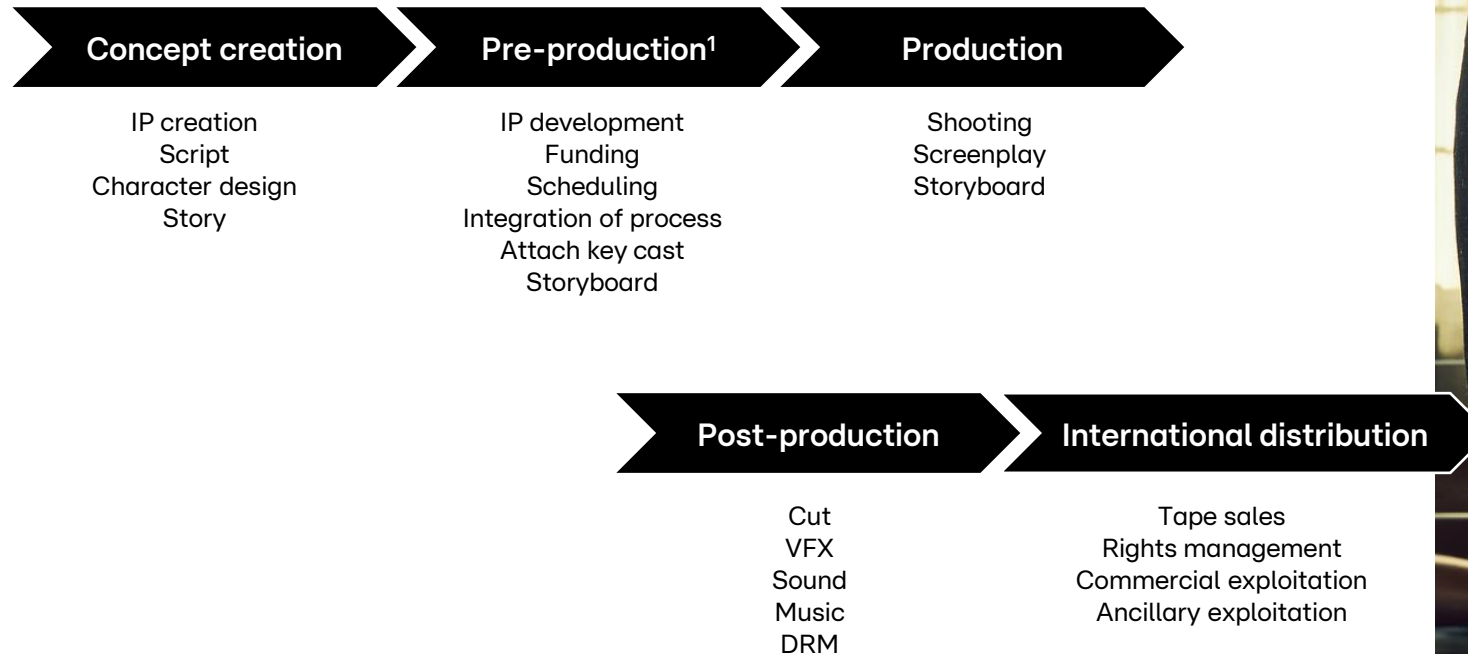 Concept creation
IP creation
Script
Character design
Story
Pre-production¹
IP development
Funding
Scheduling
Integration of process
Attach key cast
Storyboard
Production
Shooting
Screenplay
Storyboard
Post-production
Cut
VFX
Sound
Music
DRM
International distribution
Tape sales
Rights management
Commercial exploitation
Ancillary exploitation